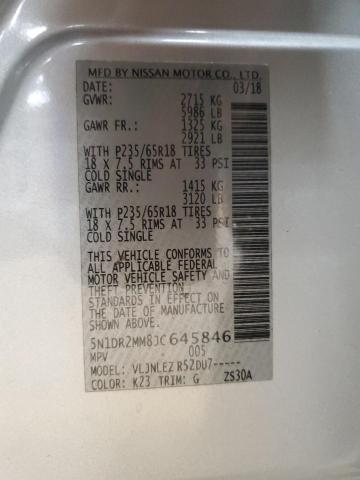 MFD BY NISSAN MOTOR CO., LTD.
DATE: 03/18
GVWR: 2715 KG
5986 LB
GAWR FR.: 1325 KG
2921 LB
WITH P235/65R18 TIRES
18 X 7.5 RIMS AT 33 PSI
COLD SINGLE
GAWR RR.: 1415 KG
3120 LB
WITH P235/65R18 TIRES
18 X 7.5 RIMS AT 33 PSI
COLD SINGLE
THIS VEHICLE CONFORMS TO
ALL APPLICABLE FEDERAL
MOTOR VEHICLE SAFETY AND
THEFT PREVENTION
STANDARDS IN EFFECT ON
THE DATE OF MANUFACTURE
SHOWN ABOVE.
5N1DR2MM8JC645846
MPV 005
MODEL: VLJNLEZ R52DU7-----
COLOR: K23 TRIM: G ZS30A